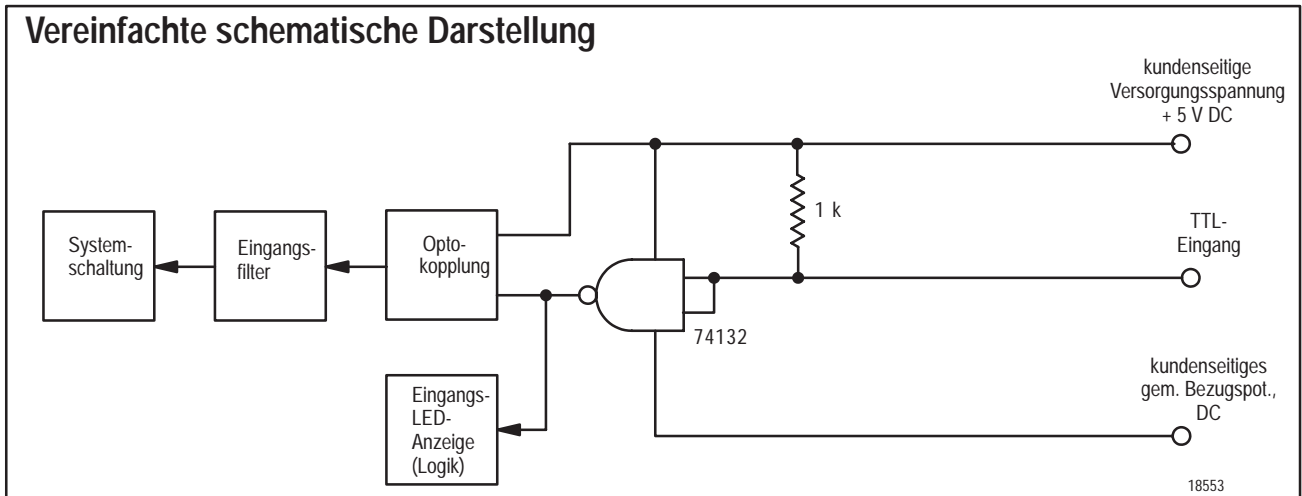 Vereinfachte schematische Darstellung
kundenseitige
Versorgungsspannung
+ 5 V DC
1 k
TTL-
Eingang
System-
schaltung
Eingangs-
filter
Opto-
kopplung
74132
Eingangs-
LED-
Anzeige
(Logik)
kundenseitiges
gem. Bezugspot.,
DC
18553